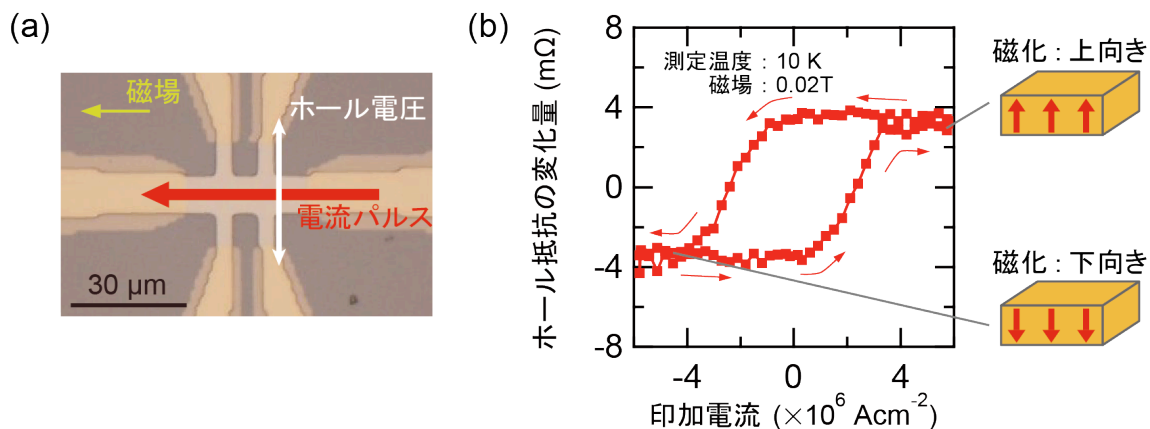 (a)
磁場
ホール電圧
電流パルス
30 μm
(b)
ホール抵抗の変化量 (mΩ)
8
4
0
-4
-8
測定温度：10 K
磁場：0.02T
-4 0 4
印加電流 (×10⁶ Acm⁻²)
磁化：上向き
磁化：下向き